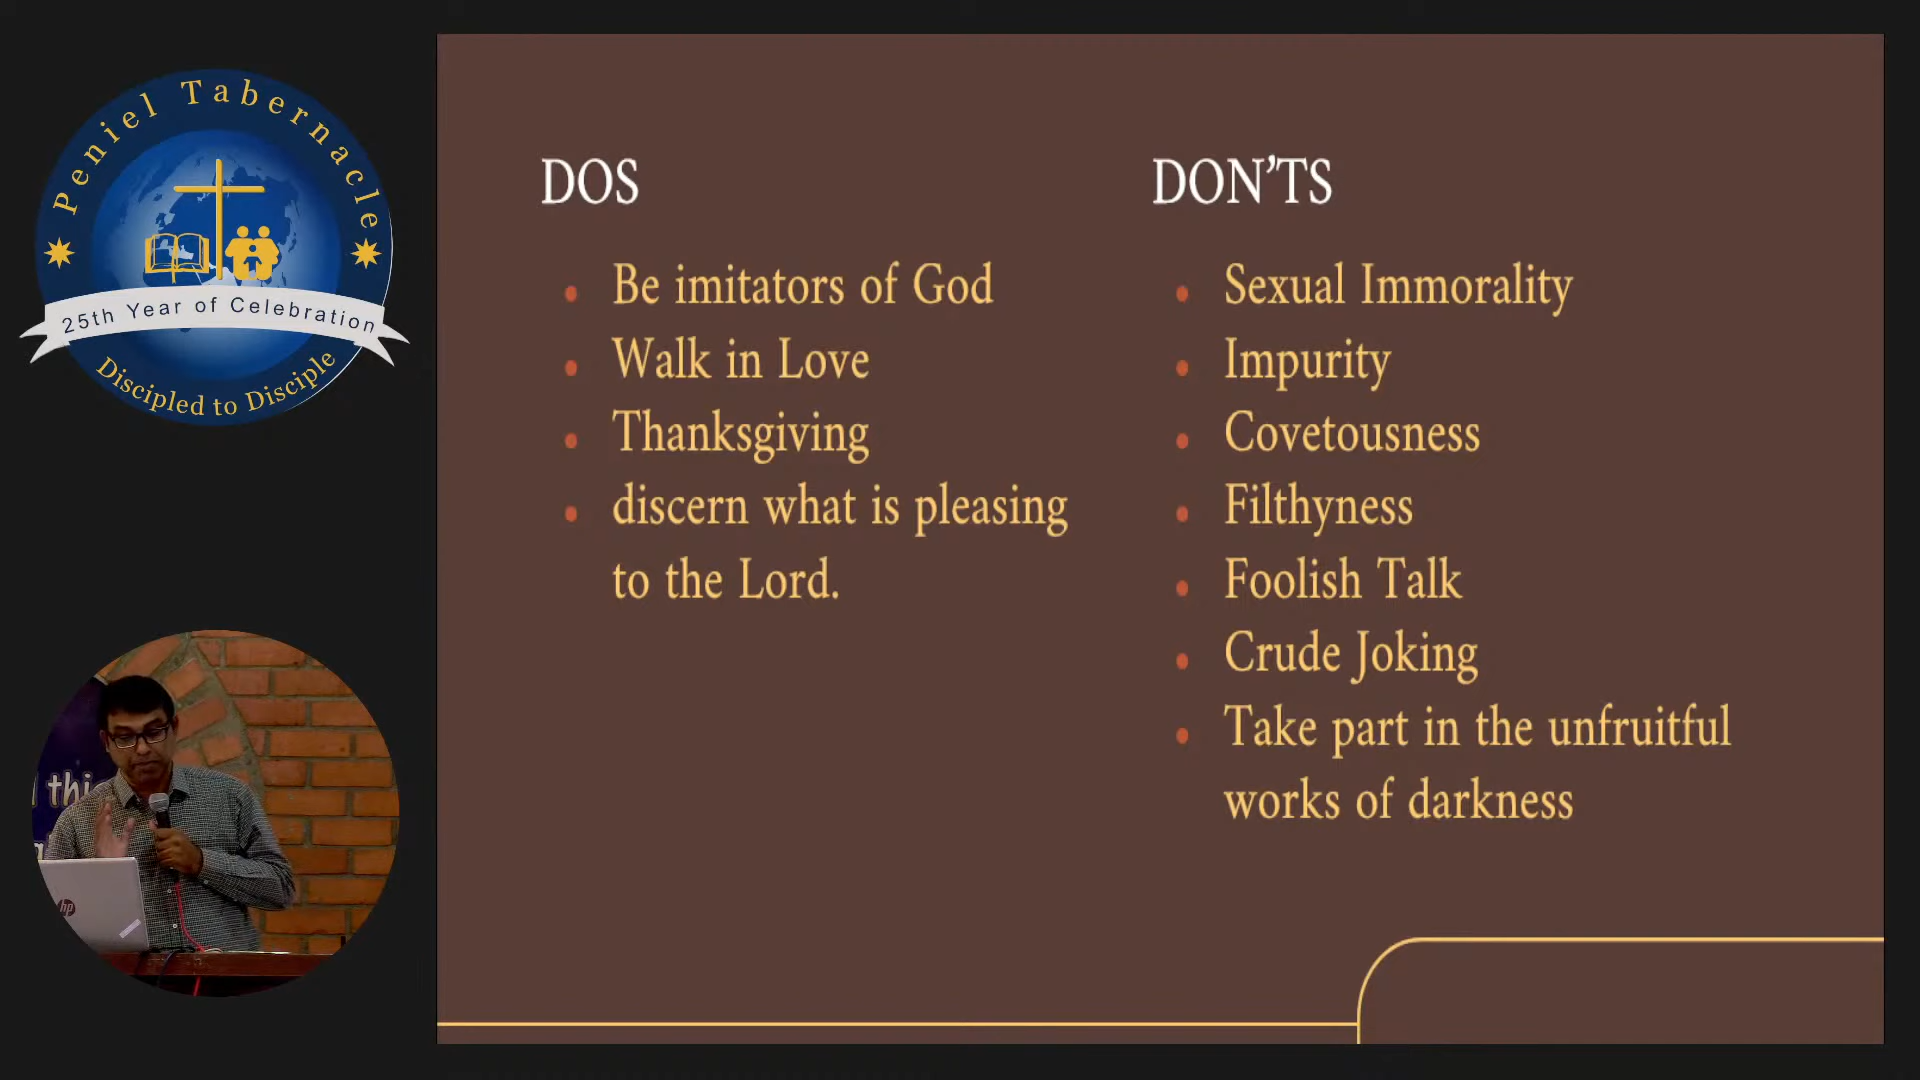 Peniel Tabernacle
25th Year of Celebration
Discipled to Disciple
DOS
Be imitators of God
Walk in Love
Thanksgiving
discern what is pleasing
to the Lord.
DON’TS
Sexual Immorality
Impurity
Covetousness
Filthyness
Foolish Talk
Crude Joking
Take part in the unfruitful
works of darkness
hp